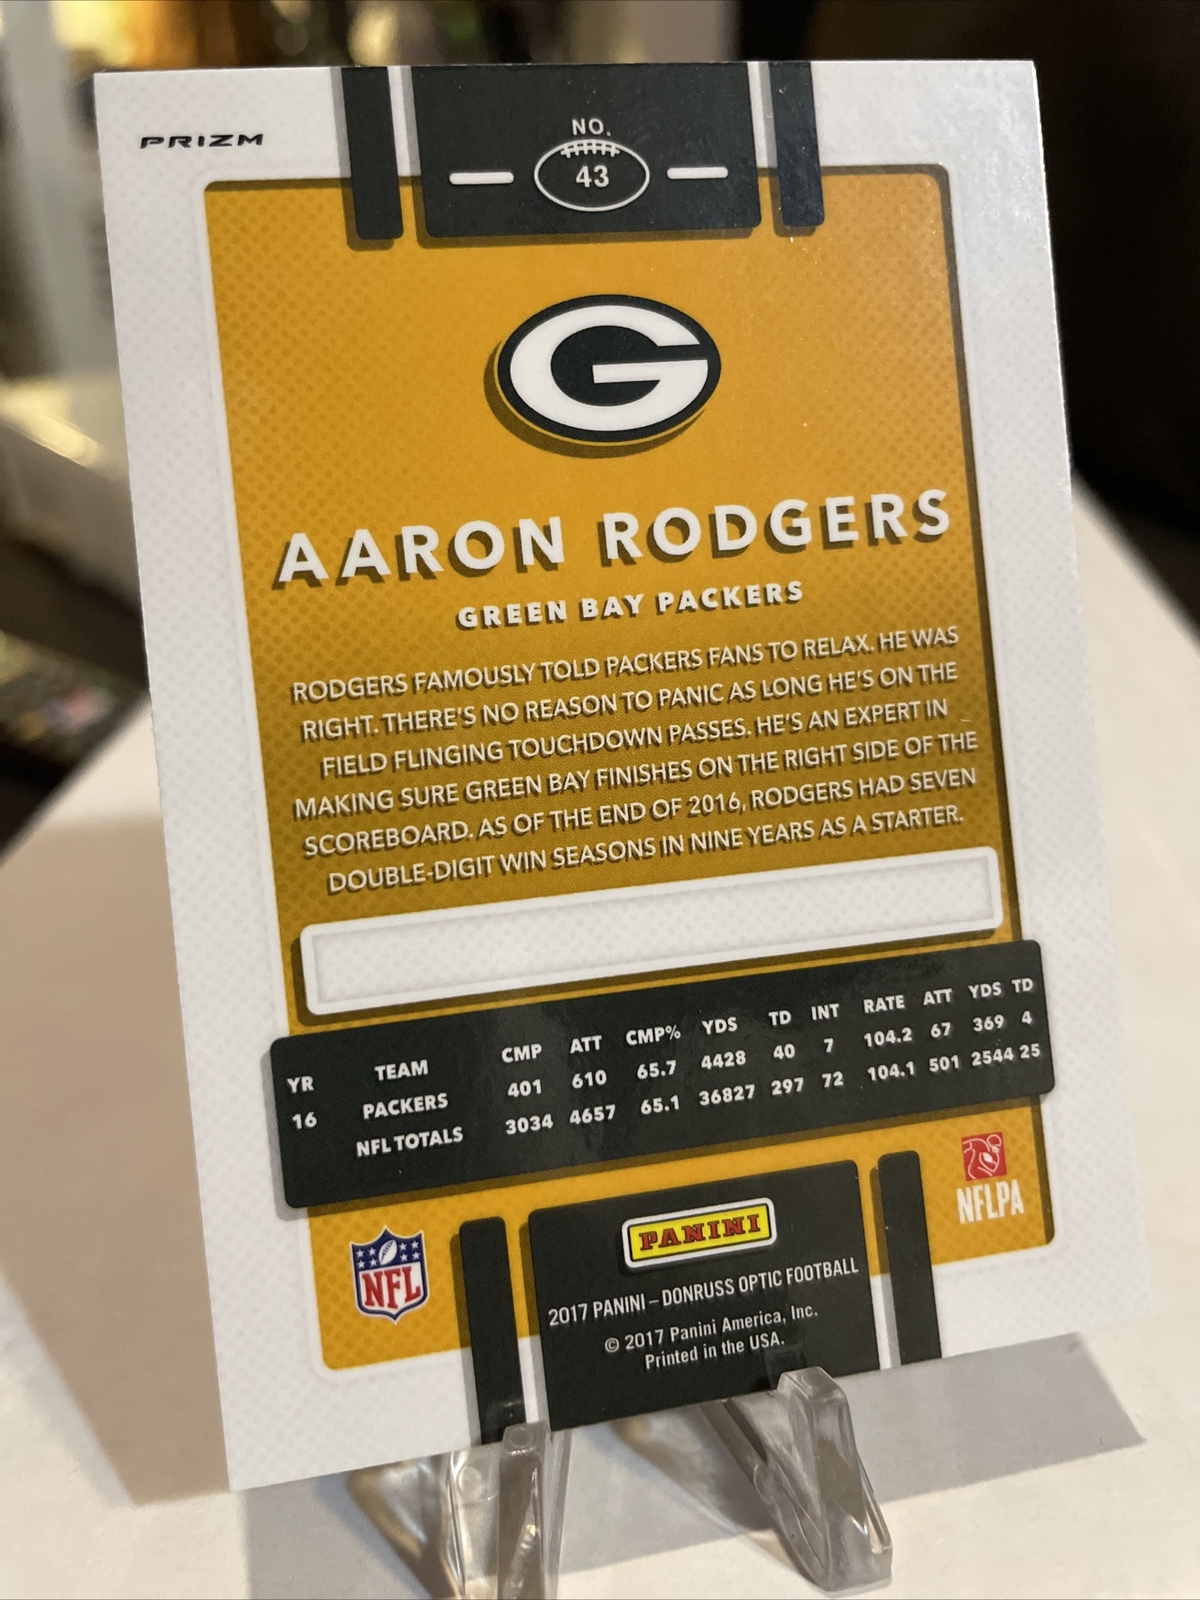 PRIZM
NO.
43
G
AARON RODGERS
GREEN BAY PACKERS
RODGERS FAMOUSLY TOLD PACKERS FANS TO RELAX. HE WAS
RIGHT. THERE'S NO REASON TO PANIC AS LONG HE'S ON THE
FIELD FLINGING TOUCHDOWN PASSES. HE'S AN EXPERT IN
MAKING SURE GREEN BAY FINISHES ON THE RIGHT SIDE OF THE
SCOREBOARD. AS OF THE END OF 2016, RODGERS HAD SEVEN
DOUBLE-DIGIT WIN SEASONS IN NINE YEARS AS A STARTER.
YR TEAM CMP ATT CMP% YDS TD INT RATE ATT YDS TD
16 PACKERS 401 610 65.7 4428 40 7 104.2 67 369 4
NFL TOTALS 3034 4657 65.1 36827 297 72 104.1 501 2544 25
NFL
PANINI
NFLPA
2017 PANINI – DONRUSS OPTIC FOOTBALL
© 2017 Panini America, Inc.
Printed in the USA.